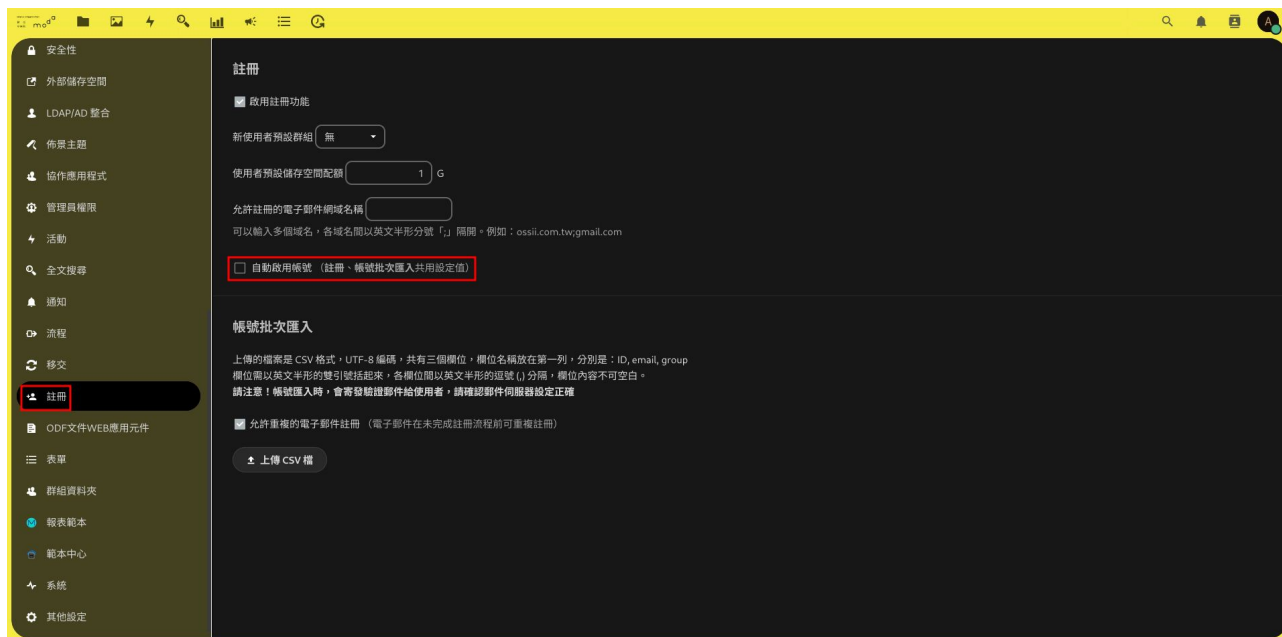 moda
A
安全性
外部儲存空間
LDAP/AD 整合
佈景主題
協作應用程式
管理員權限
活動
全文搜尋
通知
流程
移交
註冊
ODF文件WEB應用元件
表單
群組資料夾
報表範本
範本中心
系統
其他設定
註冊
啟用註冊功能
新使用者預設群組 無
使用者預設儲存空間配額 1 G
允許註冊的電子郵件網域名稱
可以輸入多個域名，各域名間以英文半形分號「;」隔開。例如：ossii.com.tw;gmail.com
自動啟用帳號 （註冊、帳號批次匯入共用設定值）
帳號批次匯入
上傳的檔案是 CSV 格式，UTF-8 編碼，共有三個欄位，欄位名稱放在第一列，分別是：ID, email, group
欄位需以英文半形的雙引號括起來，各欄位間以英文半形的逗號 (,) 分隔，欄位內容不可空白。
請注意！帳號匯入時，會寄發驗證郵件給使用者，請確認郵件伺服器設定正確
允許重複的電子郵件註冊 （電子郵件在未完成註冊流程前可重複註冊）
上傳 CSV 檔